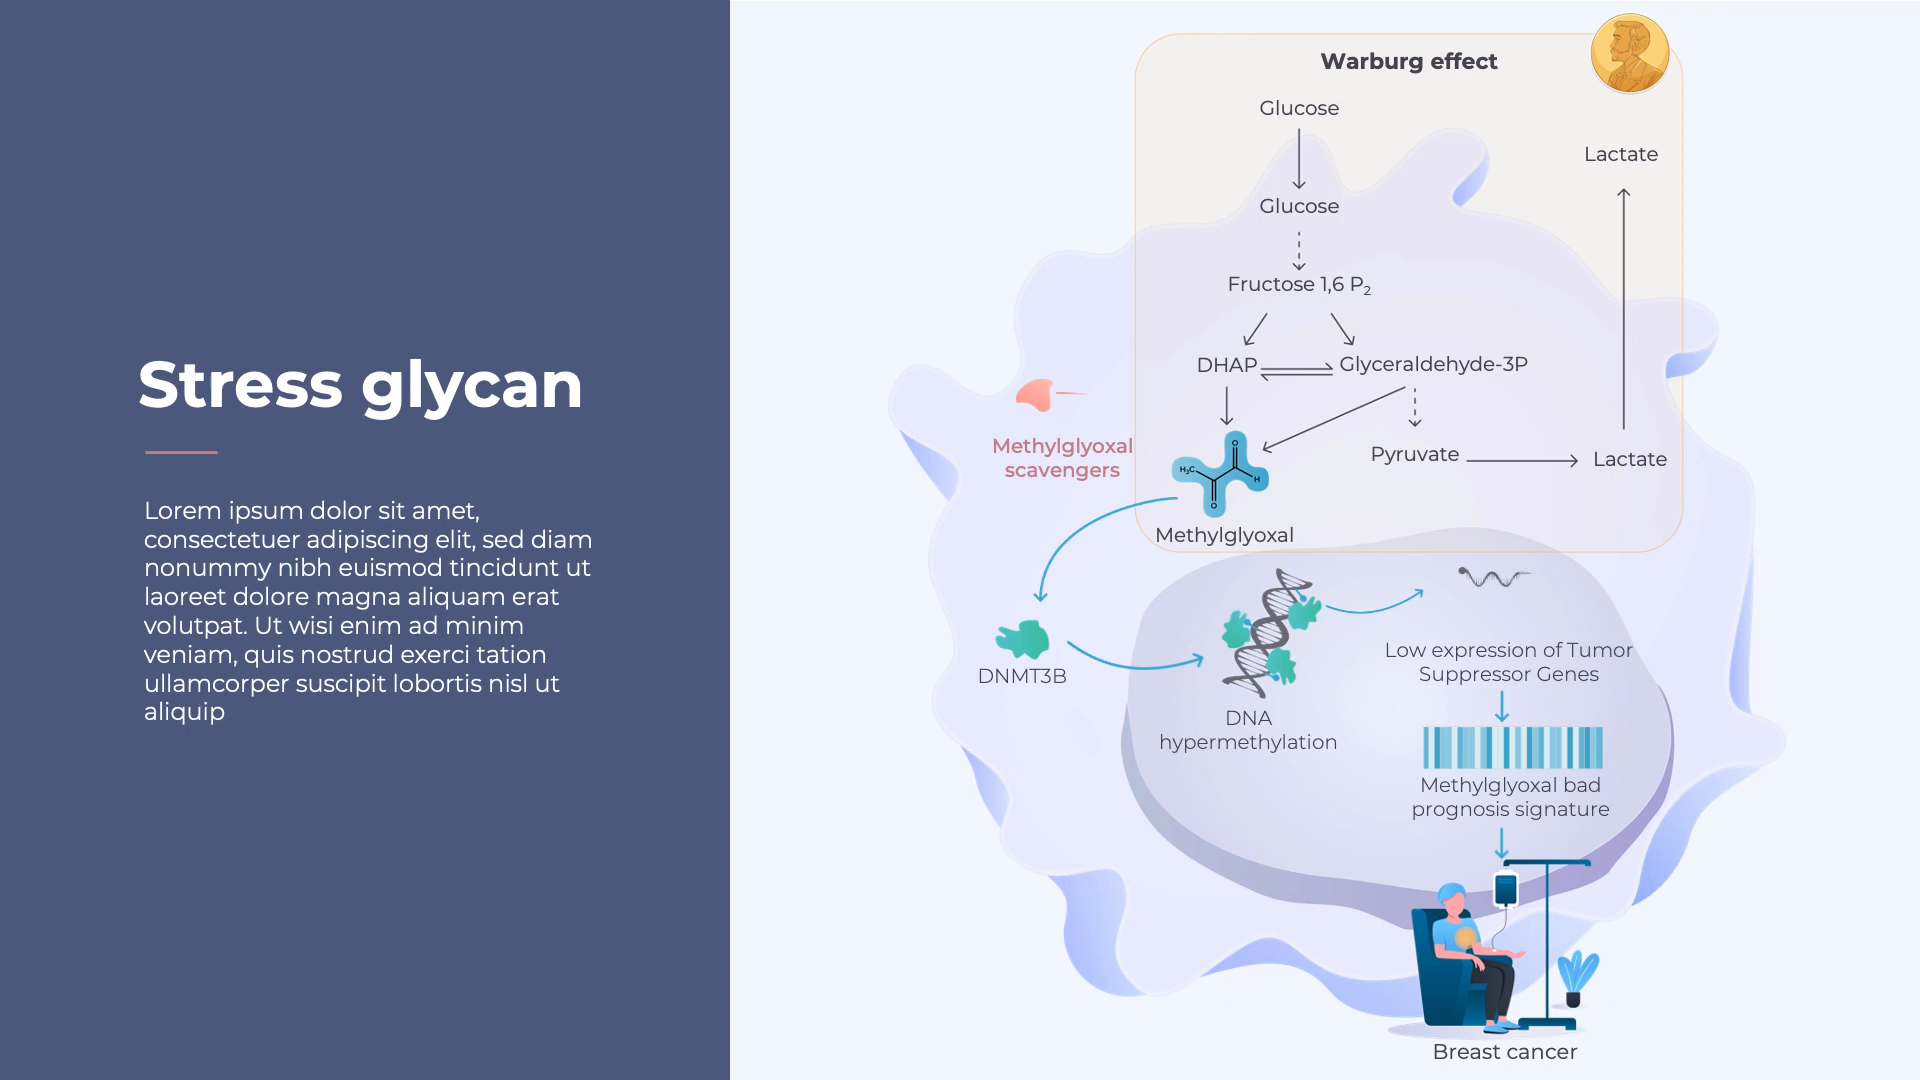 Stress glycan
Lorem ipsum dolor sit amet,
consectetuer adipiscing elit, sed diam
nonummy nibh euismod tincidunt ut
laoreet dolore magna aliquam erat
volutpat. Ut wisi enim ad minim
veniam, quis nostrud exerci tation
ullamcorper suscipit lobortis nisl ut
aliquip
Warburg effect
Glucose
Lactate
Glucose
Fructose 1,6 P₂
DHAP
Glyceraldehyde-3P
Methylglyoxal
scavengers
Pyruvate
Lactate
O
H₃C
H
O
Methylglyoxal
DNMT3B
DNA
hypermethylation
Low expression of Tumor
Suppressor Genes
Methylglyoxal bad
prognosis signature
Breast cancer